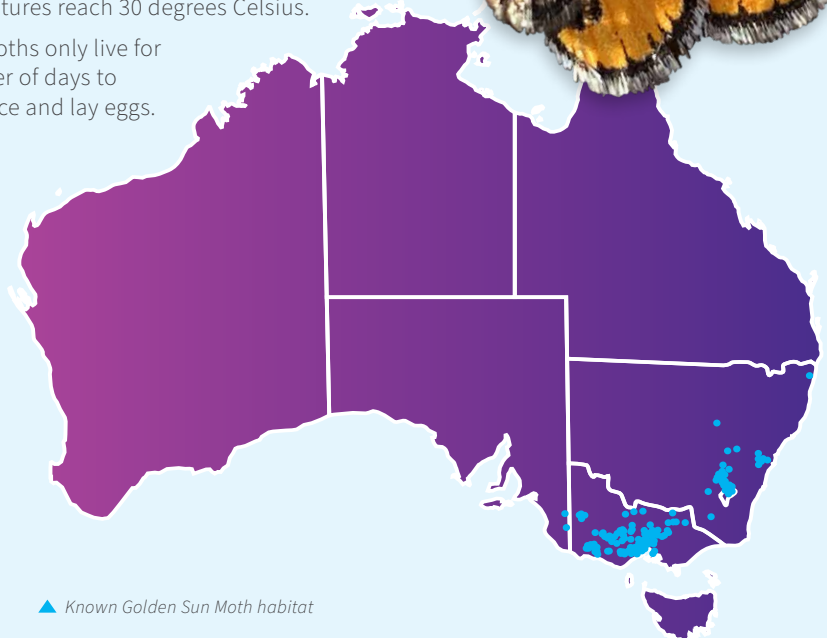 tures reach 30 degrees Celsius.
oths only live for
er of days to
ce and lay eggs.
Known Golden Sun Moth habitat